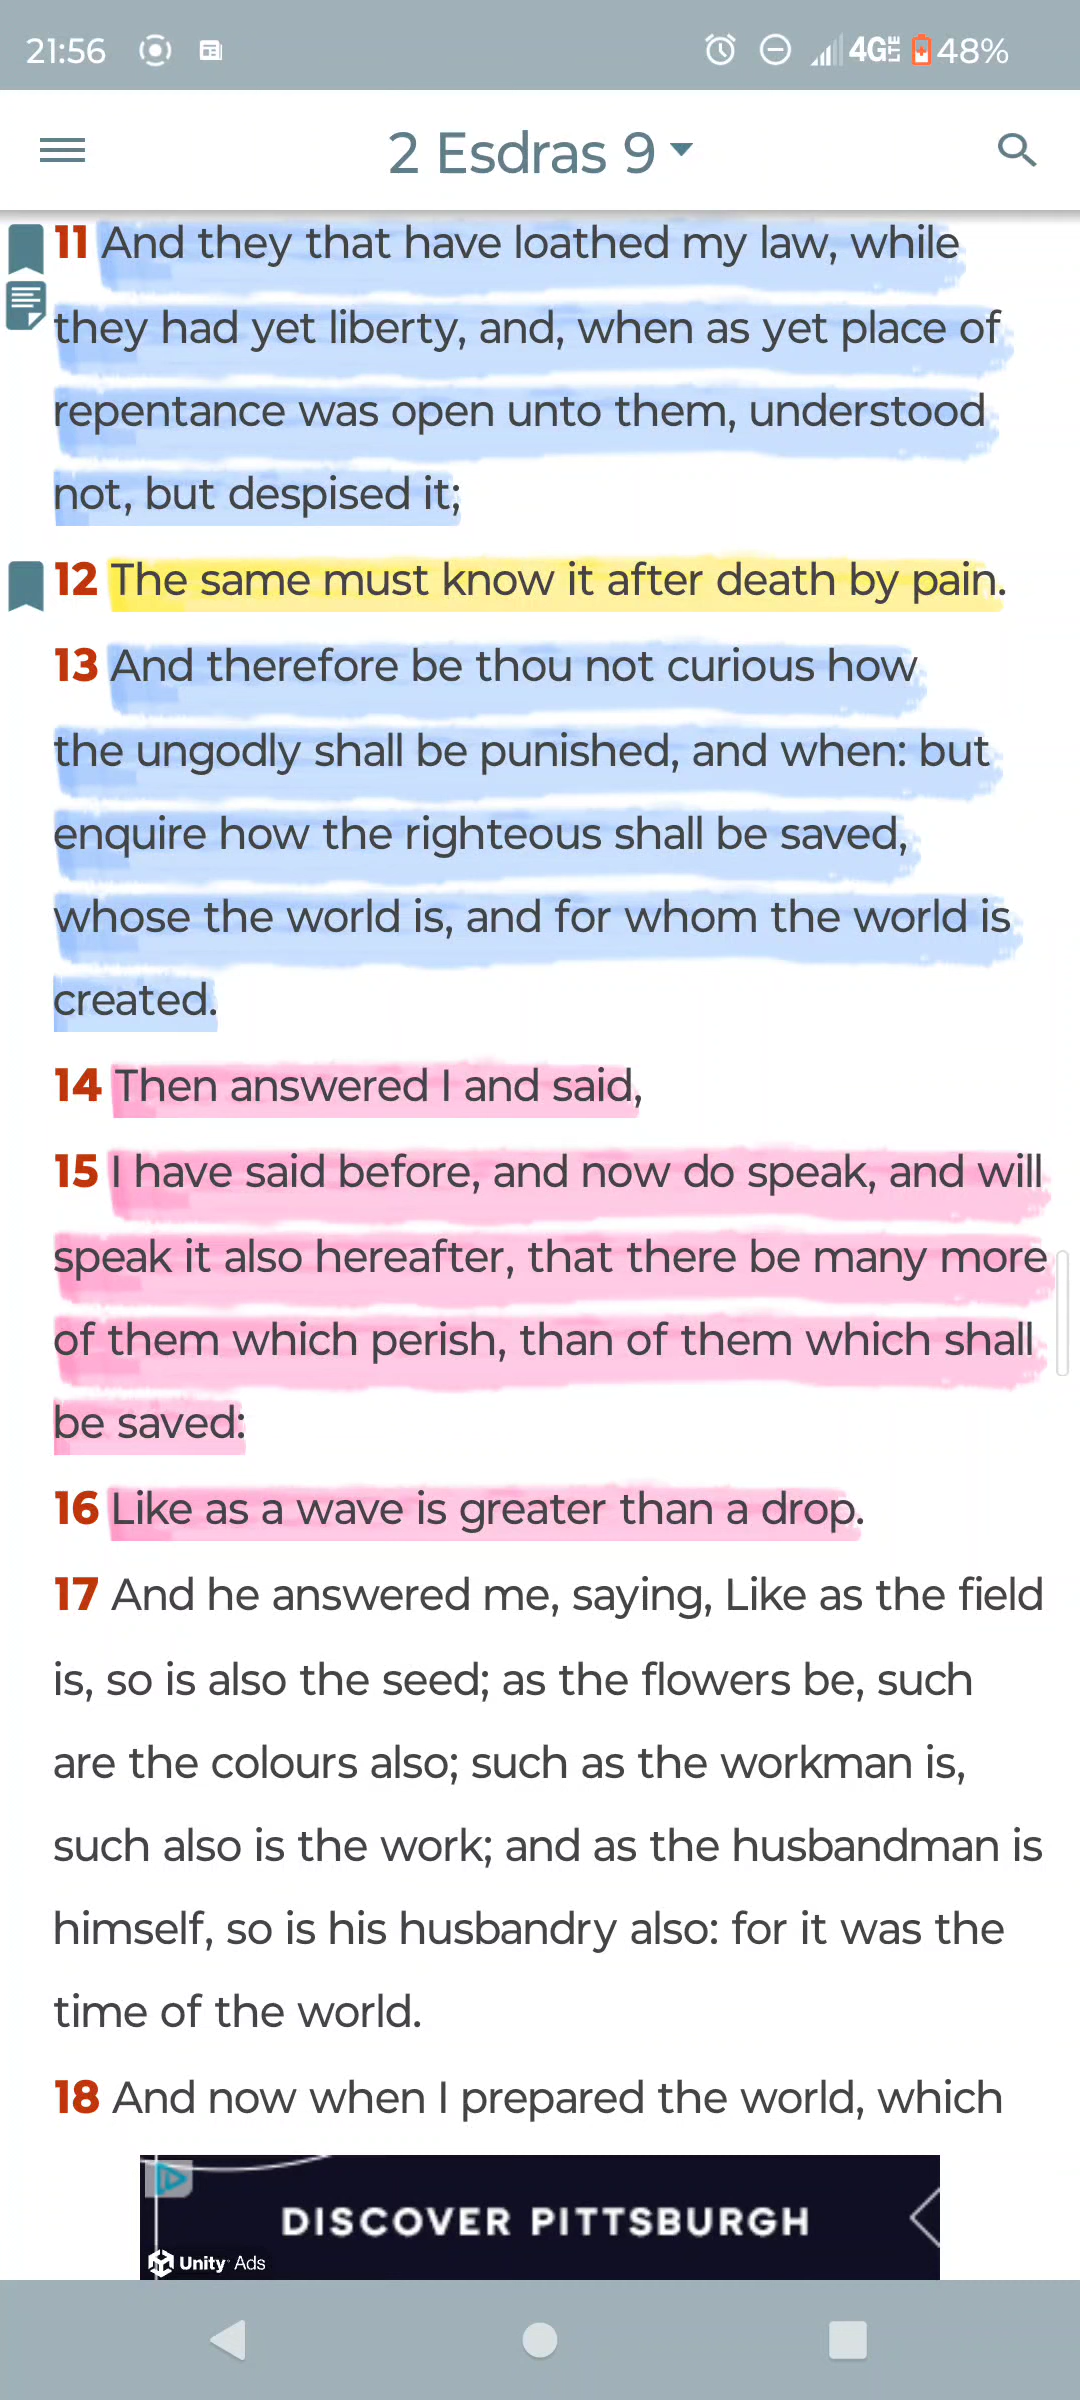 21:56 4G LTE 48%
2 Esdras 9
11 And they that have loathed my law, while
they had yet liberty, and, when as yet place of
repentance was open unto them, understood
not, but despised it;
12 The same must know it after death by pain.
13 And therefore be thou not curious how
the ungodly shall be punished, and when: but
enquire how the righteous shall be saved,
whose the world is, and for whom the world is
created.
14 Then answered I and said,
15 I have said before, and now do speak, and will
speak it also hereafter, that there be many more
of them which perish, than of them which shall
be saved:
16 Like as a wave is greater than a drop.
17 And he answered me, saying, Like as the field
is, so is also the seed; as the flowers be, such
are the colours also; such as the workman is,
such also is the work; and as the husbandman is
himself, so is his husbandry also: for it was the
time of the world.
18 And now when I prepared the world, which
DISCOVER PITTSBURGH
Unity Ads